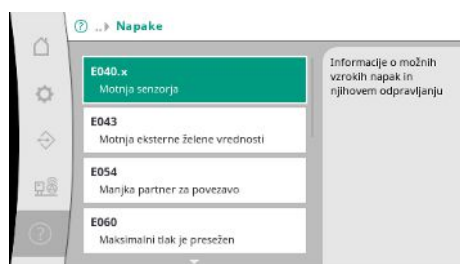 ..▸ Napake
E040.x
Motnja senzorja
E043
Motnja eksterne želene vrednosti
E054
Manjka partner za povezavo
E060
Maksimalni tlak je presežen
Informacije o možnih
vzrokih napak in
njihovem odpravljanju